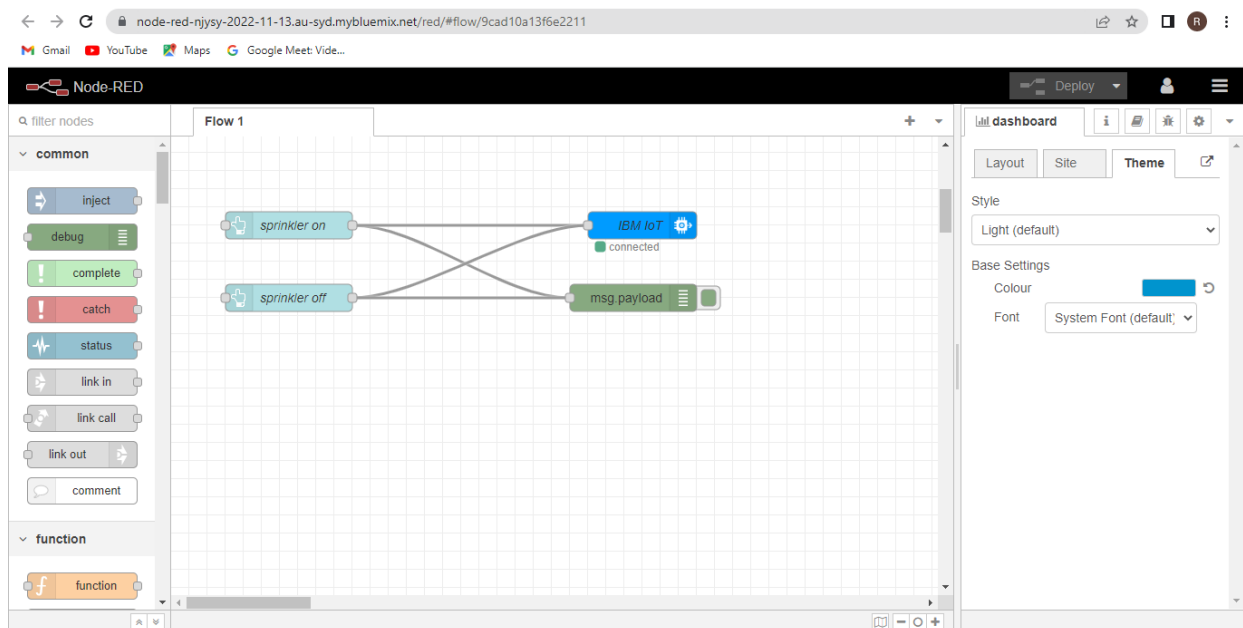 node-red-njysy-2022-11-13.au-syd.mybluemix.net/red/#flow/9cad10a13f6e2211
R
Gmail YouTube Maps Google Meet: Vide...
Node-RED
Deploy
filter nodes
Flow 1
dashboard
i
common
Layout Site Theme
inject
Style
sprinkler on
IBM IoT
Light (default)
debug
connected
complete
Base Settings
sprinkler off
msg.payload
Colour
catch
Font System Font (default)
status
link in
link call
link out
comment
function
f function